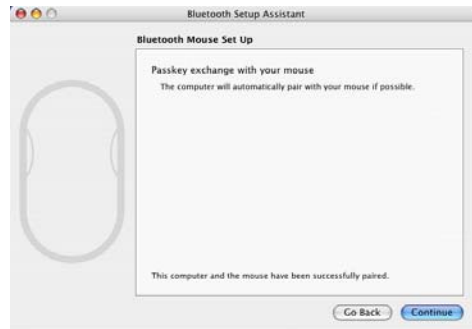 Bluetooth Setup Assistant
Bluetooth Mouse Set Up
Passkey exchange with your mouse
The computer will automatically pair with your mouse if possible.
This computer and the mouse have been successfully paired.
Go Back
Continue